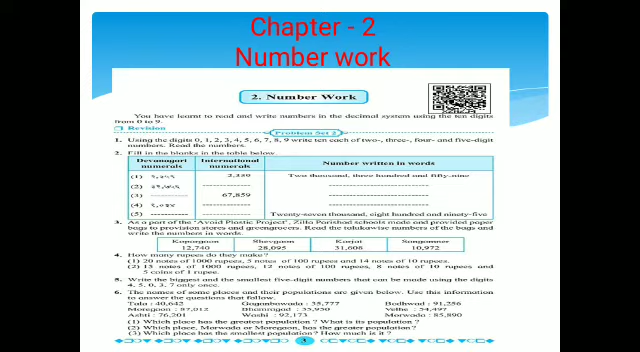 Chapter - 2
Number work
2. Number Work
You have learnt to read and write numbers in the decimal system using the ten digits
from 0 to 9.
Revision
Problem Set 2
1. Using the digits 0, 1, 2, 3, 4, 5, 6, 7, 8, 9 write ten each of two-, three-, four- and five-digit
numbers. Read the numbers.
2. Fill in the blanks in the table below.
Devanagari numerals International numerals Number written in words
(1) २,३५९ 2,359 Two thousand, three hundred and fifty-nine
(2)
(3) 67,859
(4)
(5) Twenty-seven thousand, eight hundred and ninety-five
3. As a part of the 'Avoid Plastic Project', Zilla Parishad schools made and provided paper
bags to provision stores and greengrocers. Read the talukawise numbers of the bags and
write the numbers in words.
Kopargaon Shevgaon Karjat Sangamner
12,740 28,095 31,608 10,972
4. How many rupees do they make?
(1) 20 notes of 1000 rupees, 5 notes of 100 rupees and 14 notes of 10 rupees.
(2) 15 notes of 1000 rupees, 12 notes of 100 rupees, 8 notes of 10 rupees and
5 coins of 1 rupee.
5. Write the biggest and the smallest five-digit numbers that can be made using the digits
4, 5, 0, 3, 7 only once.
6. The names of some places and their populations are given below. Use this information
to answer the questions that follow.
Tala : 40,642 Gaganbawada : 35,777 Bodhwad : 91,256
Moregaon : 87,012 Bhamragad : 35,950 Velhe : 54,497
Ashti : 76,201 Washi : 92,173 Morwada : 85,890
(1) Which place has the greatest population ? What is its population ?
(2) Which place, Morwada or Moregaon, has the greater population?
(3) Which place has the smallest population? How much is it ?
3